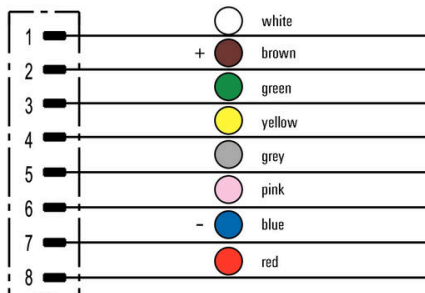 white
1
+ brown
2
green
3
yellow
4
grey
5
pink
6
- blue
7
red
8